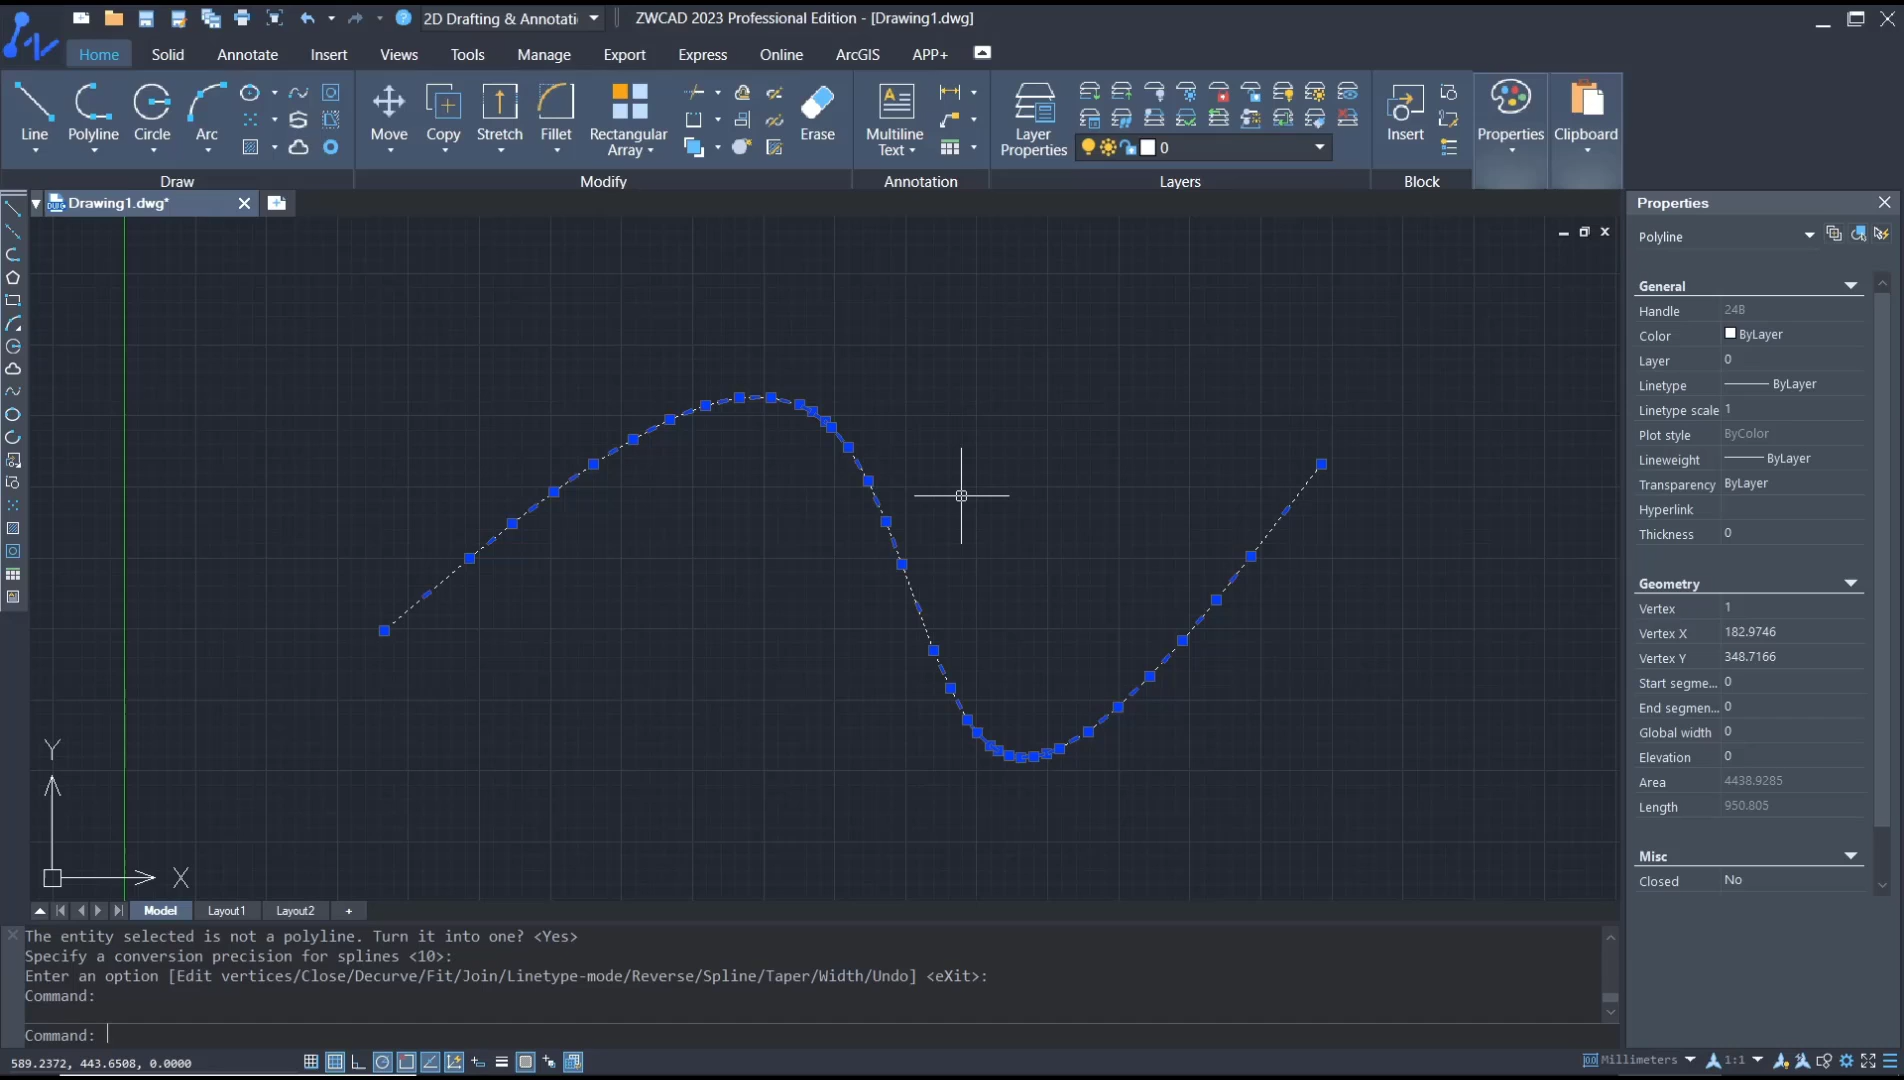 2D Drafting & Annotati
ZWCAD 2023 Professional Edition - [Drawing1.dwg]
Home Solid Annotate Insert Views Tools Manage Export Express Online ArcGIS APP+
Line Polyline Circle Arc Move Copy Stretch Fillet Rectangular Array Erase Multiline Text Layer Properties 0 Insert Properties Clipboard
Draw Modify Annotation Layers Block
Drawing1.dwg*
Properties
Polyline
General
Handle 24B
Color ByLayer
Layer 0
Linetype ByLayer
Linetype scale 1
Plot style ByColor
Lineweight ByLayer
Transparency ByLayer
Hyperlink
Thickness 0
Geometry
Vertex 1
Vertex X 182.9746
Vertex Y 348.7166
Start segme... 0
End segmen... 0
Global width 0
Elevation 0
Area 4438.9285
Length 950.805
Misc
Closed No
Y
X
Model Layout1 Layout2 +
The entity selected is not a polyline. Turn it into one? <Yes>
Specify a conversion precision for splines <10>:
Enter an option [Edit vertices/Close/Decurve/Fit/Join/Linetype-mode/Reverse/Spline/Taper/Width/Undo] <eXit>:
Command:
Command:
589.2372, 443.6508, 0.0000
Millimeters 1:1